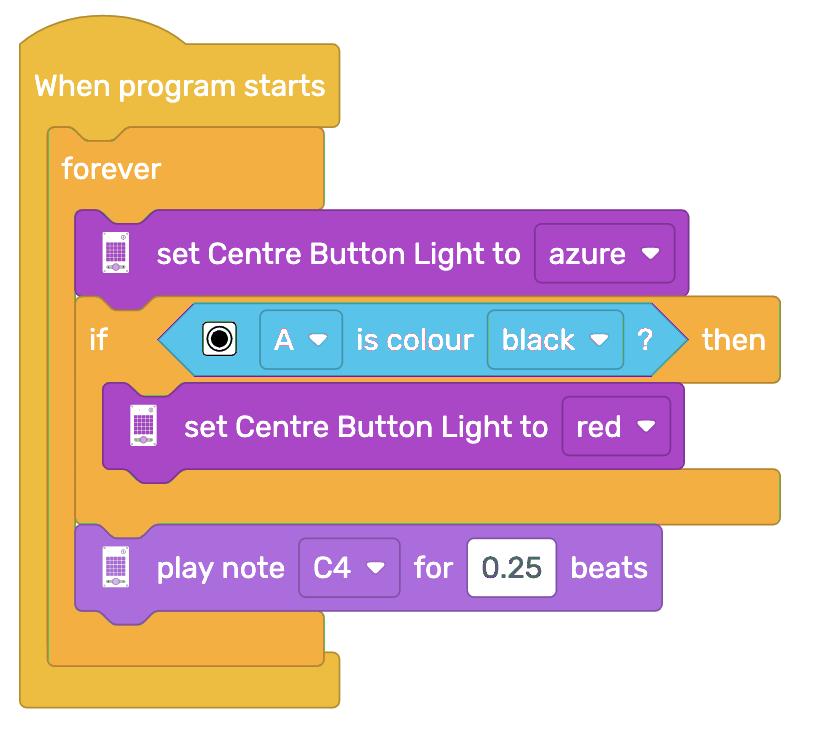 When program starts
forever
set Centre Button Light to azure
if A is colour black ? then
set Centre Button Light to red
play note C4 for 0.25 beats